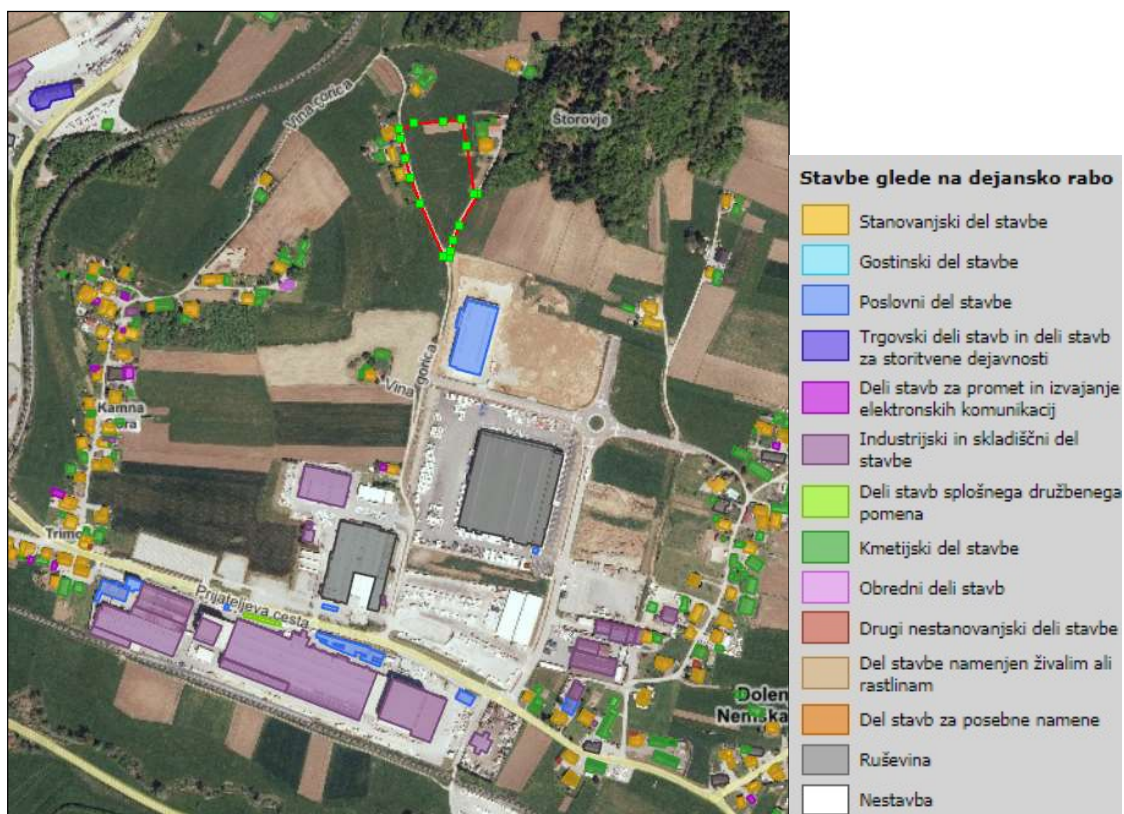 Vina gorica
Štorovje
Vina gorica
Kamna
Gora
Trimo
Prijateljeva cesta
Dolen
Nemška
Stavbe glede na dejansko rabo
Stanovanjski del stavbe
Gostinski del stavbe
Poslovni del stavbe
Trgovski deli stavb in deli stavb
za storitvene dejavnosti
Deli stavb za promet in izvajanje
elektronskih komunikacij
Industrijski in skladiščni del
stavbe
Deli stavb splošnega družbenega
pomena
Kmetijski del stavbe
Obredni deli stavb
Drugi nestanovanjski deli stavbe
Del stavbe namenjen živalim ali
rastlinam
Del stavb za posebne namene
Ruševina
Nestavba